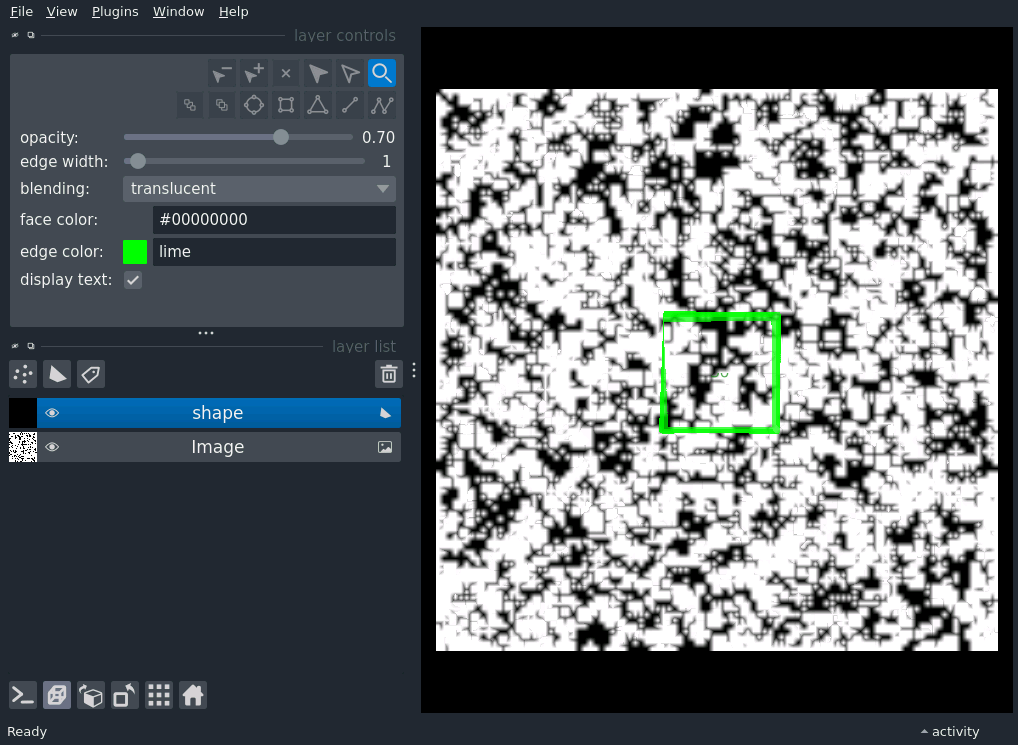 File View Plugins Window Help
layer controls
opacity: 0.70
edge width: 1
blending: translucent
face color: #00000000
edge color: lime
display text:
layer list
shape
Image
Ready
activity